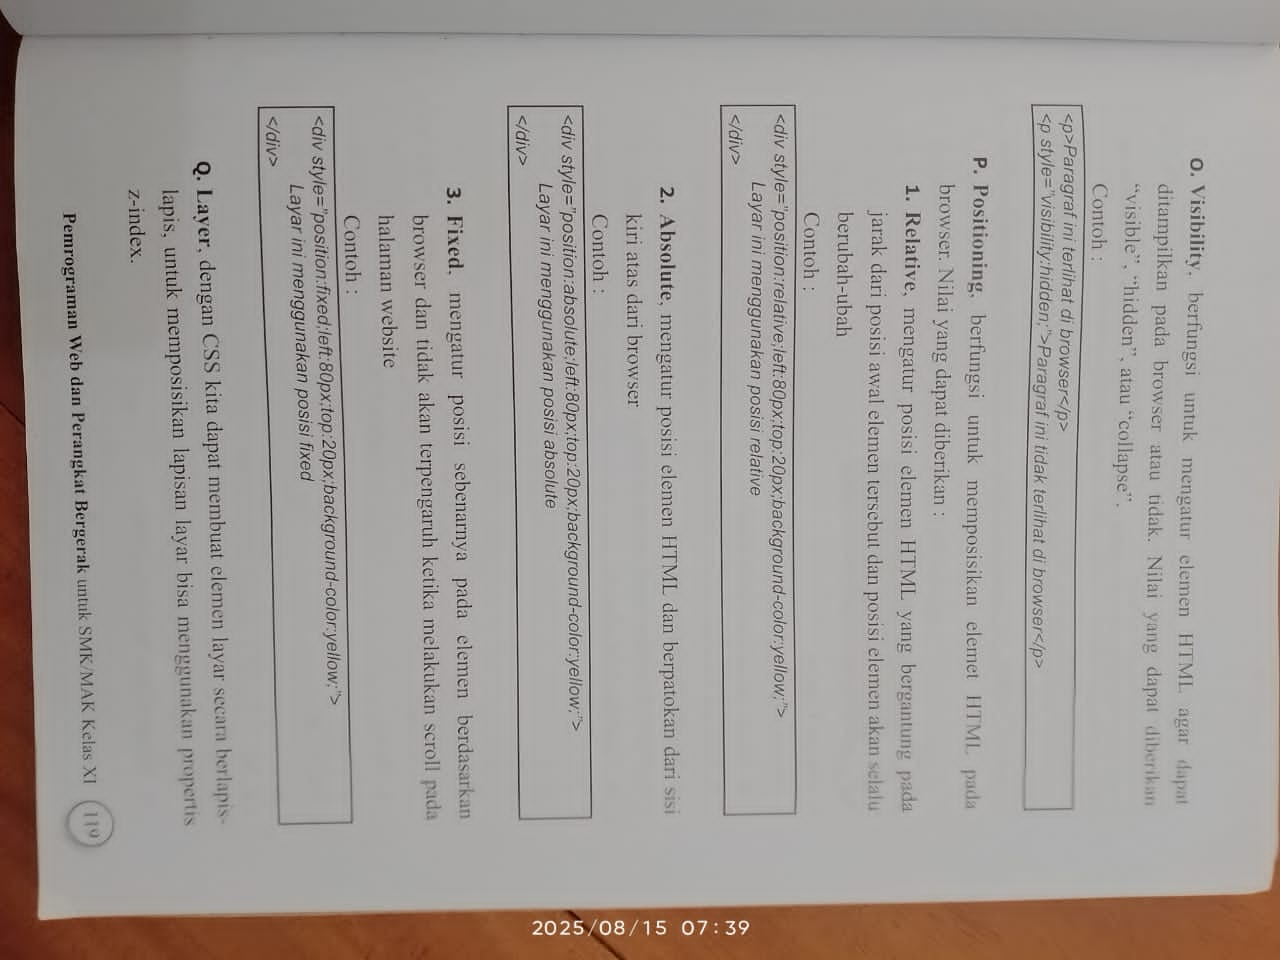 O. Visibility, berfungsi untuk mengatur elemen HTML agar dapat
ditampilkan pada browser atau tidak. Nilai yang dapat diberikan
"visible", "hidden", atau "collapse".
Contoh :
<p>Paragraf ini terlihat di browser</p>
<p style="visibility:hidden;">Paragraf ini tidak terlihat di browser</p>
P. Positioning, berfungsi untuk memposisikan elemet HTML pada
browser. Nilai yang dapat diberikan :
1. Relative, mengatur posisi elemen HTML yang bergantung pada
jarak dari posisi awal elemen tersebut dan posisi elemen akan selalu
berubah-ubah
Contoh :
<div style="position:relative;left:80px;top:20px;background-color:yellow;">
Layar ini menggunakan posisi relative
</div>
2. Absolute, mengatur posisi elemen HTML dan berpatokan dari sisi
kiri atas dari browser
Contoh :
<div style="position:absolute;left:80px;top:20px;background-color:yellow;">
Layar ini menggunakan posisi absolute
</div>
3. Fixed, mengatur posisi sebenarnya pada elemen berdasarkan
browser dan tidak akan terpengaruh ketika melakukan scroll pada
halaman website
Contoh :
<div style="position:fixed;left:80px;top:20px;background-color:yellow;">
Layar ini menggunakan posisi fixed
</div>
Q. Layer, dengan CSS kita dapat membuat elemen layar secara berlapis-
lapis, untuk memposisikan lapisan layar bisa menggunakan propertis
z-index.
Pemrograman Web dan Perangkat Bergerak untuk SMK/MAK Kelas XI 119
2025/08/15 07:39